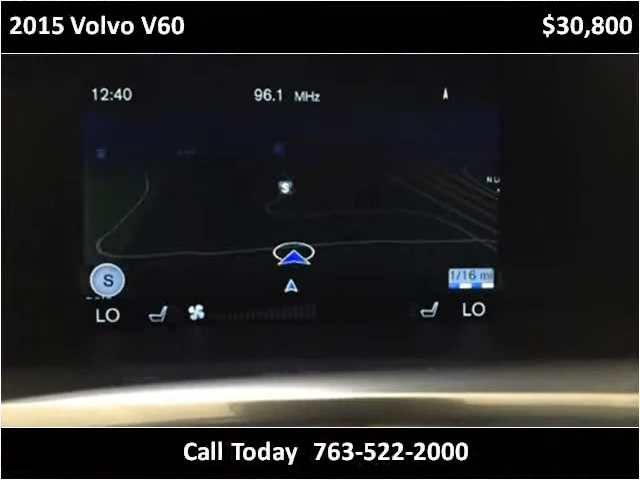 2015 Volvo V60 $30,800
12:40 96.1 MHz
S
N
S 1/16 mi
LO LO
Call Today 763-522-2000